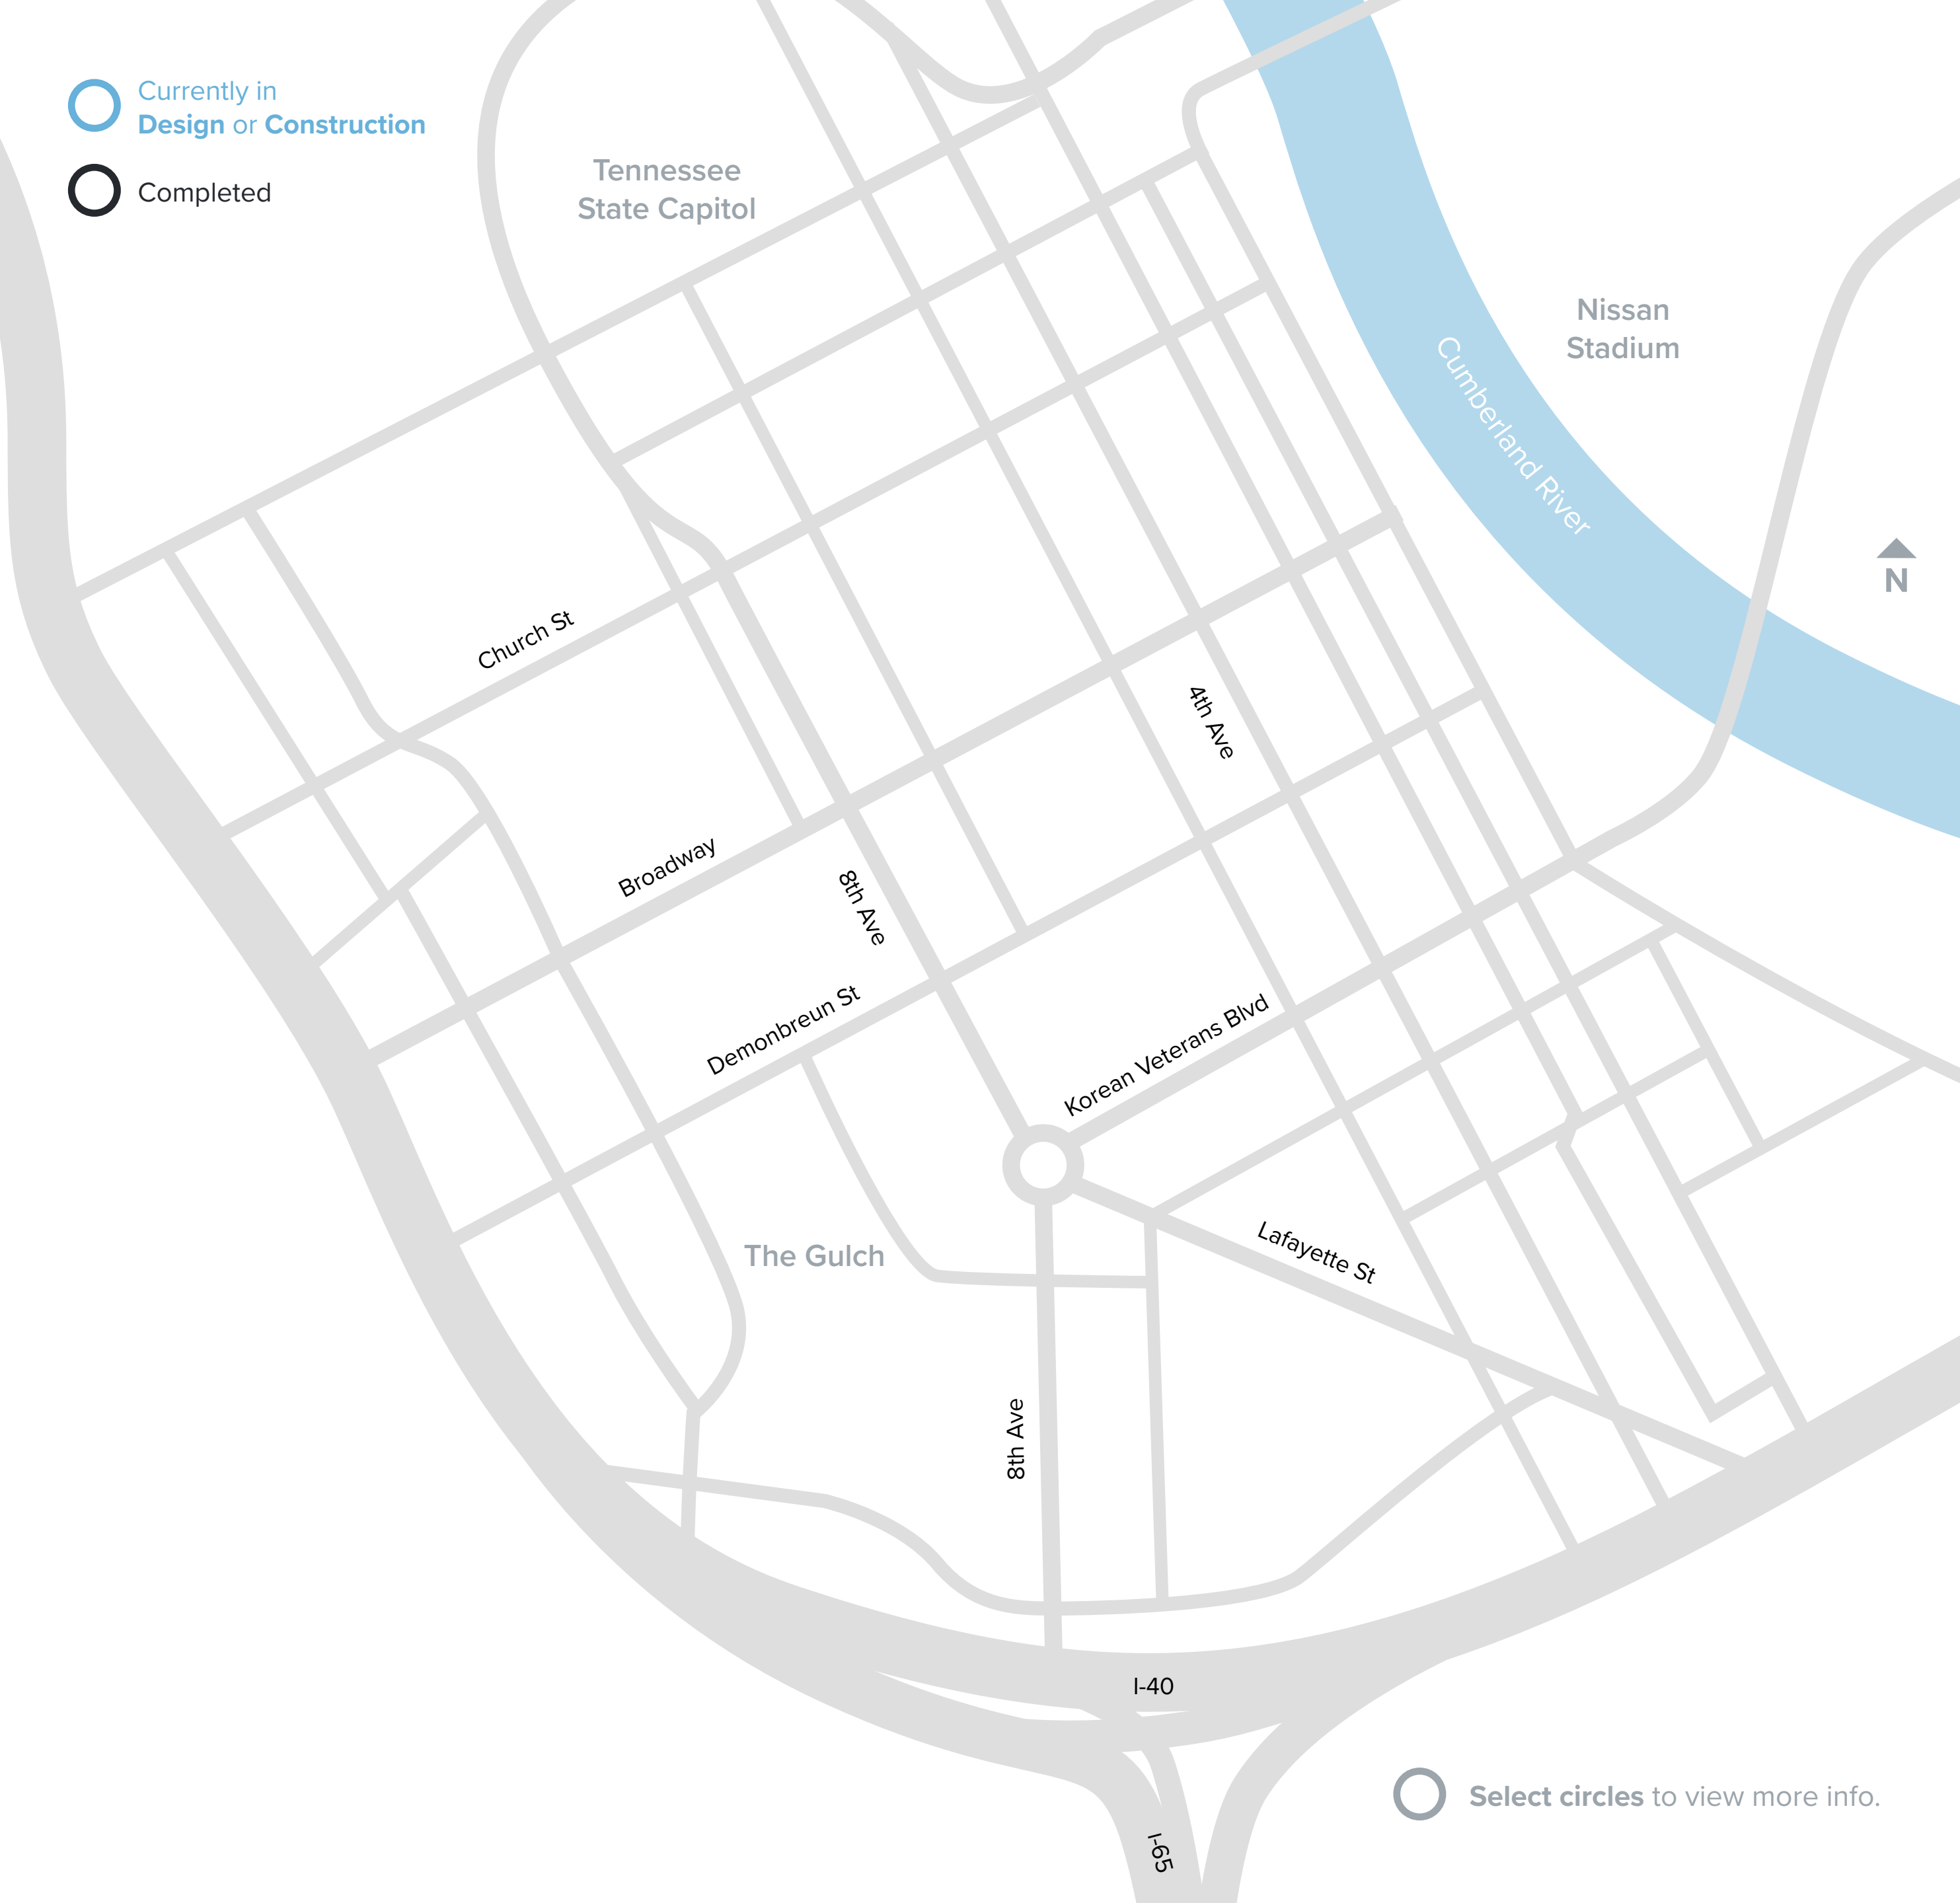 Currently in
Design or Construction
Completed
Tennessee
State Capitol
Nissan
Stadium
Cumberland River
N
Church St
4th Ave
Broadway
8th Ave
Demonbreun St
Korean Veterans Blvd
Lafayette St
The Gulch
8th Ave
I-40
Select circles to view more info.
I-65